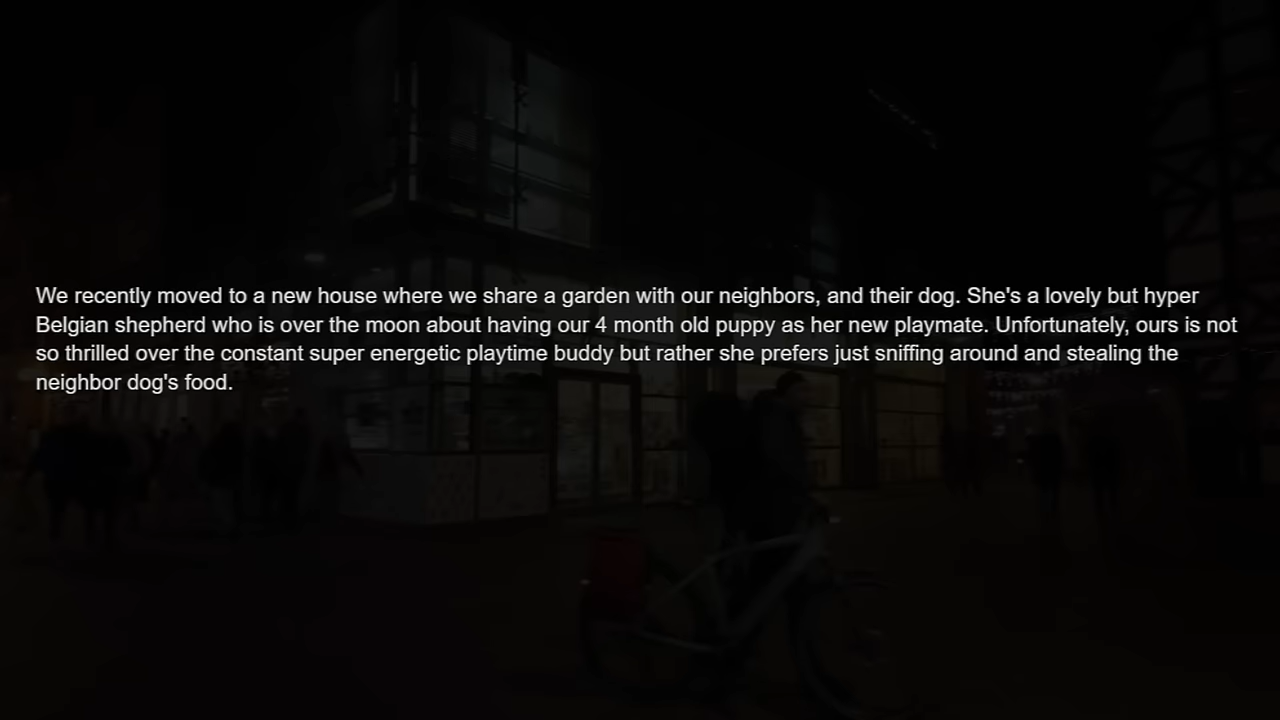 We recently moved to a new house where we share a garden with our neighbors, and their dog. She's a lovely but hyper
Belgian shepherd who is over the moon about having our 4 month old puppy as her new playmate. Unfortunately, ours is not
so thrilled over the constant super energetic playtime buddy but rather she prefers just sniffing around and stealing the
neighbor dog's food.